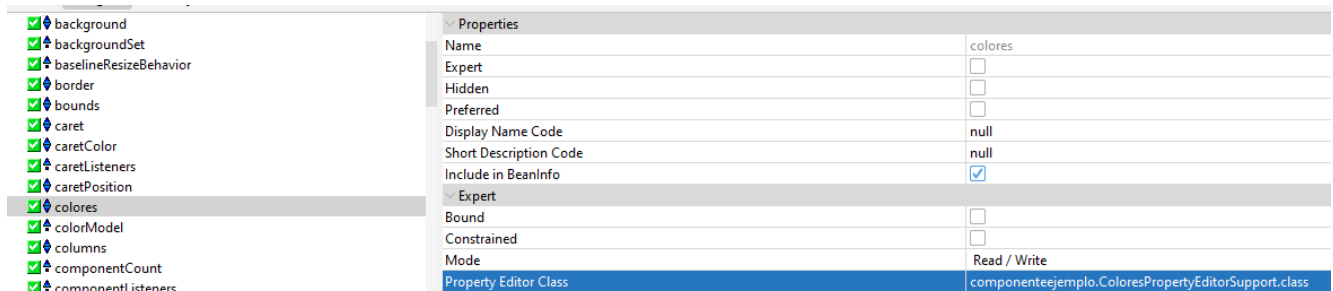 background
backgroundSet
baselineResizeBehavior
border
bounds
caret
caretColor
caretListeners
caretPosition
colores
colorModel
columns
componentCount
componentListeners
Properties
Name colores
Expert
Hidden
Preferred
Display Name Code null
Short Description Code null
Include in BeanInfo
Expert
Bound
Constrained
Mode Read / Write
Property Editor Class componenteejemplo.ColoresPropertyEditorSupport.class